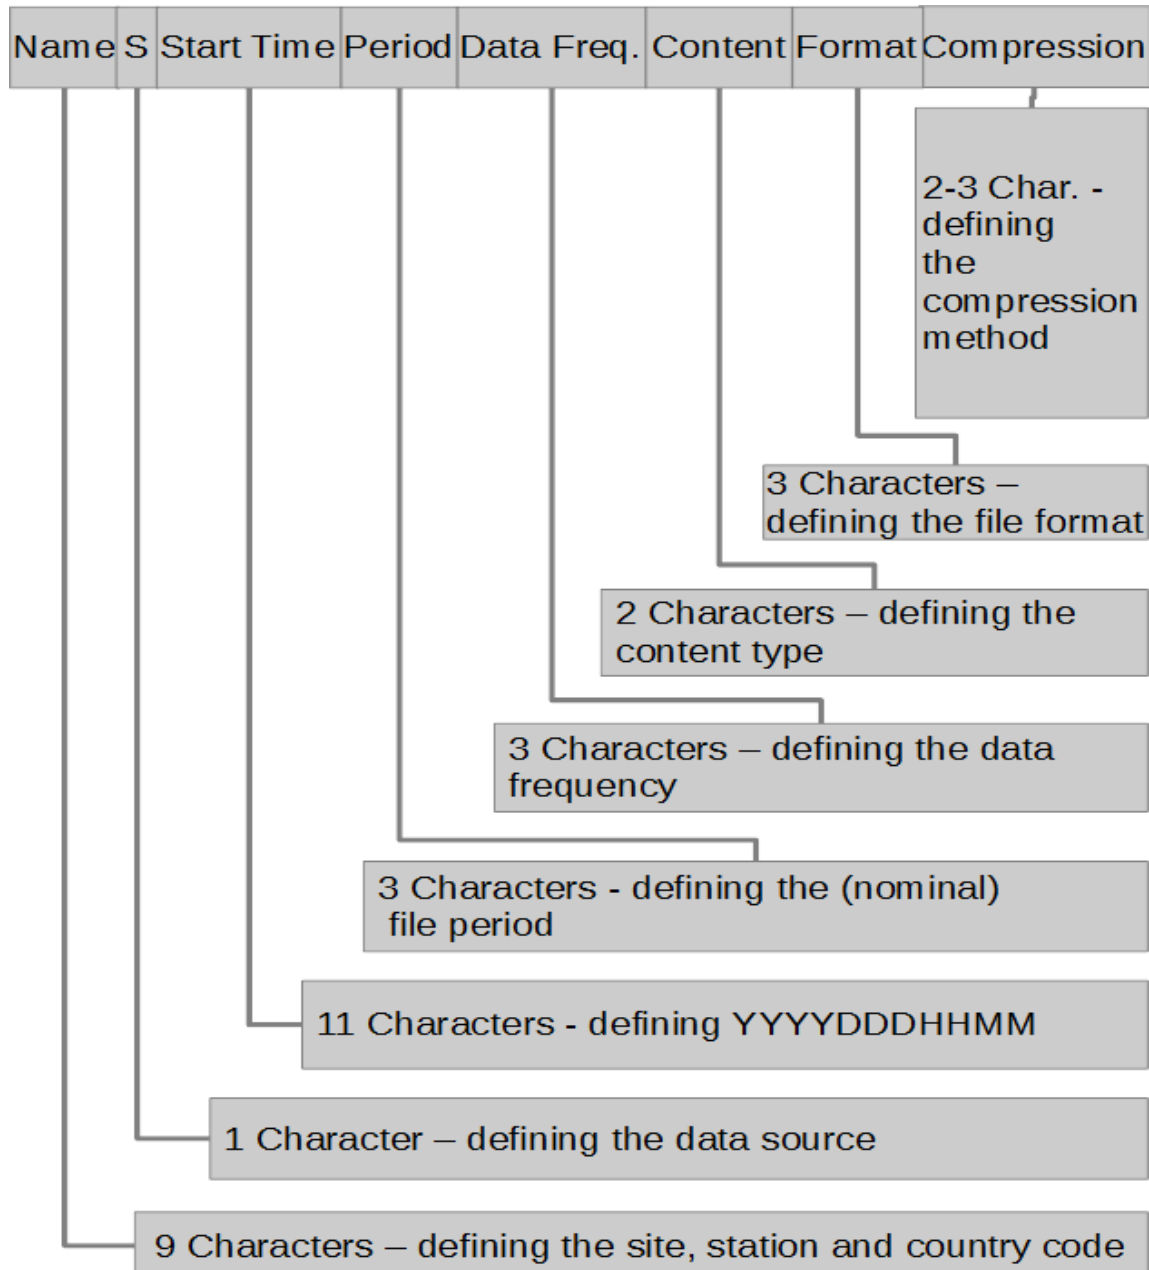 Name S Start Time Period Data Freq. Content Format Compression
2-3 Char. -
defining
the
compression
method
3 Characters –
defining the file format
2 Characters – defining the
content type
3 Characters – defining the data
frequency
3 Characters - defining the (nominal)
file period
11 Characters - defining YYYYDDDHHMM
1 Character – defining the data source
9 Characters – defining the site, station and country code